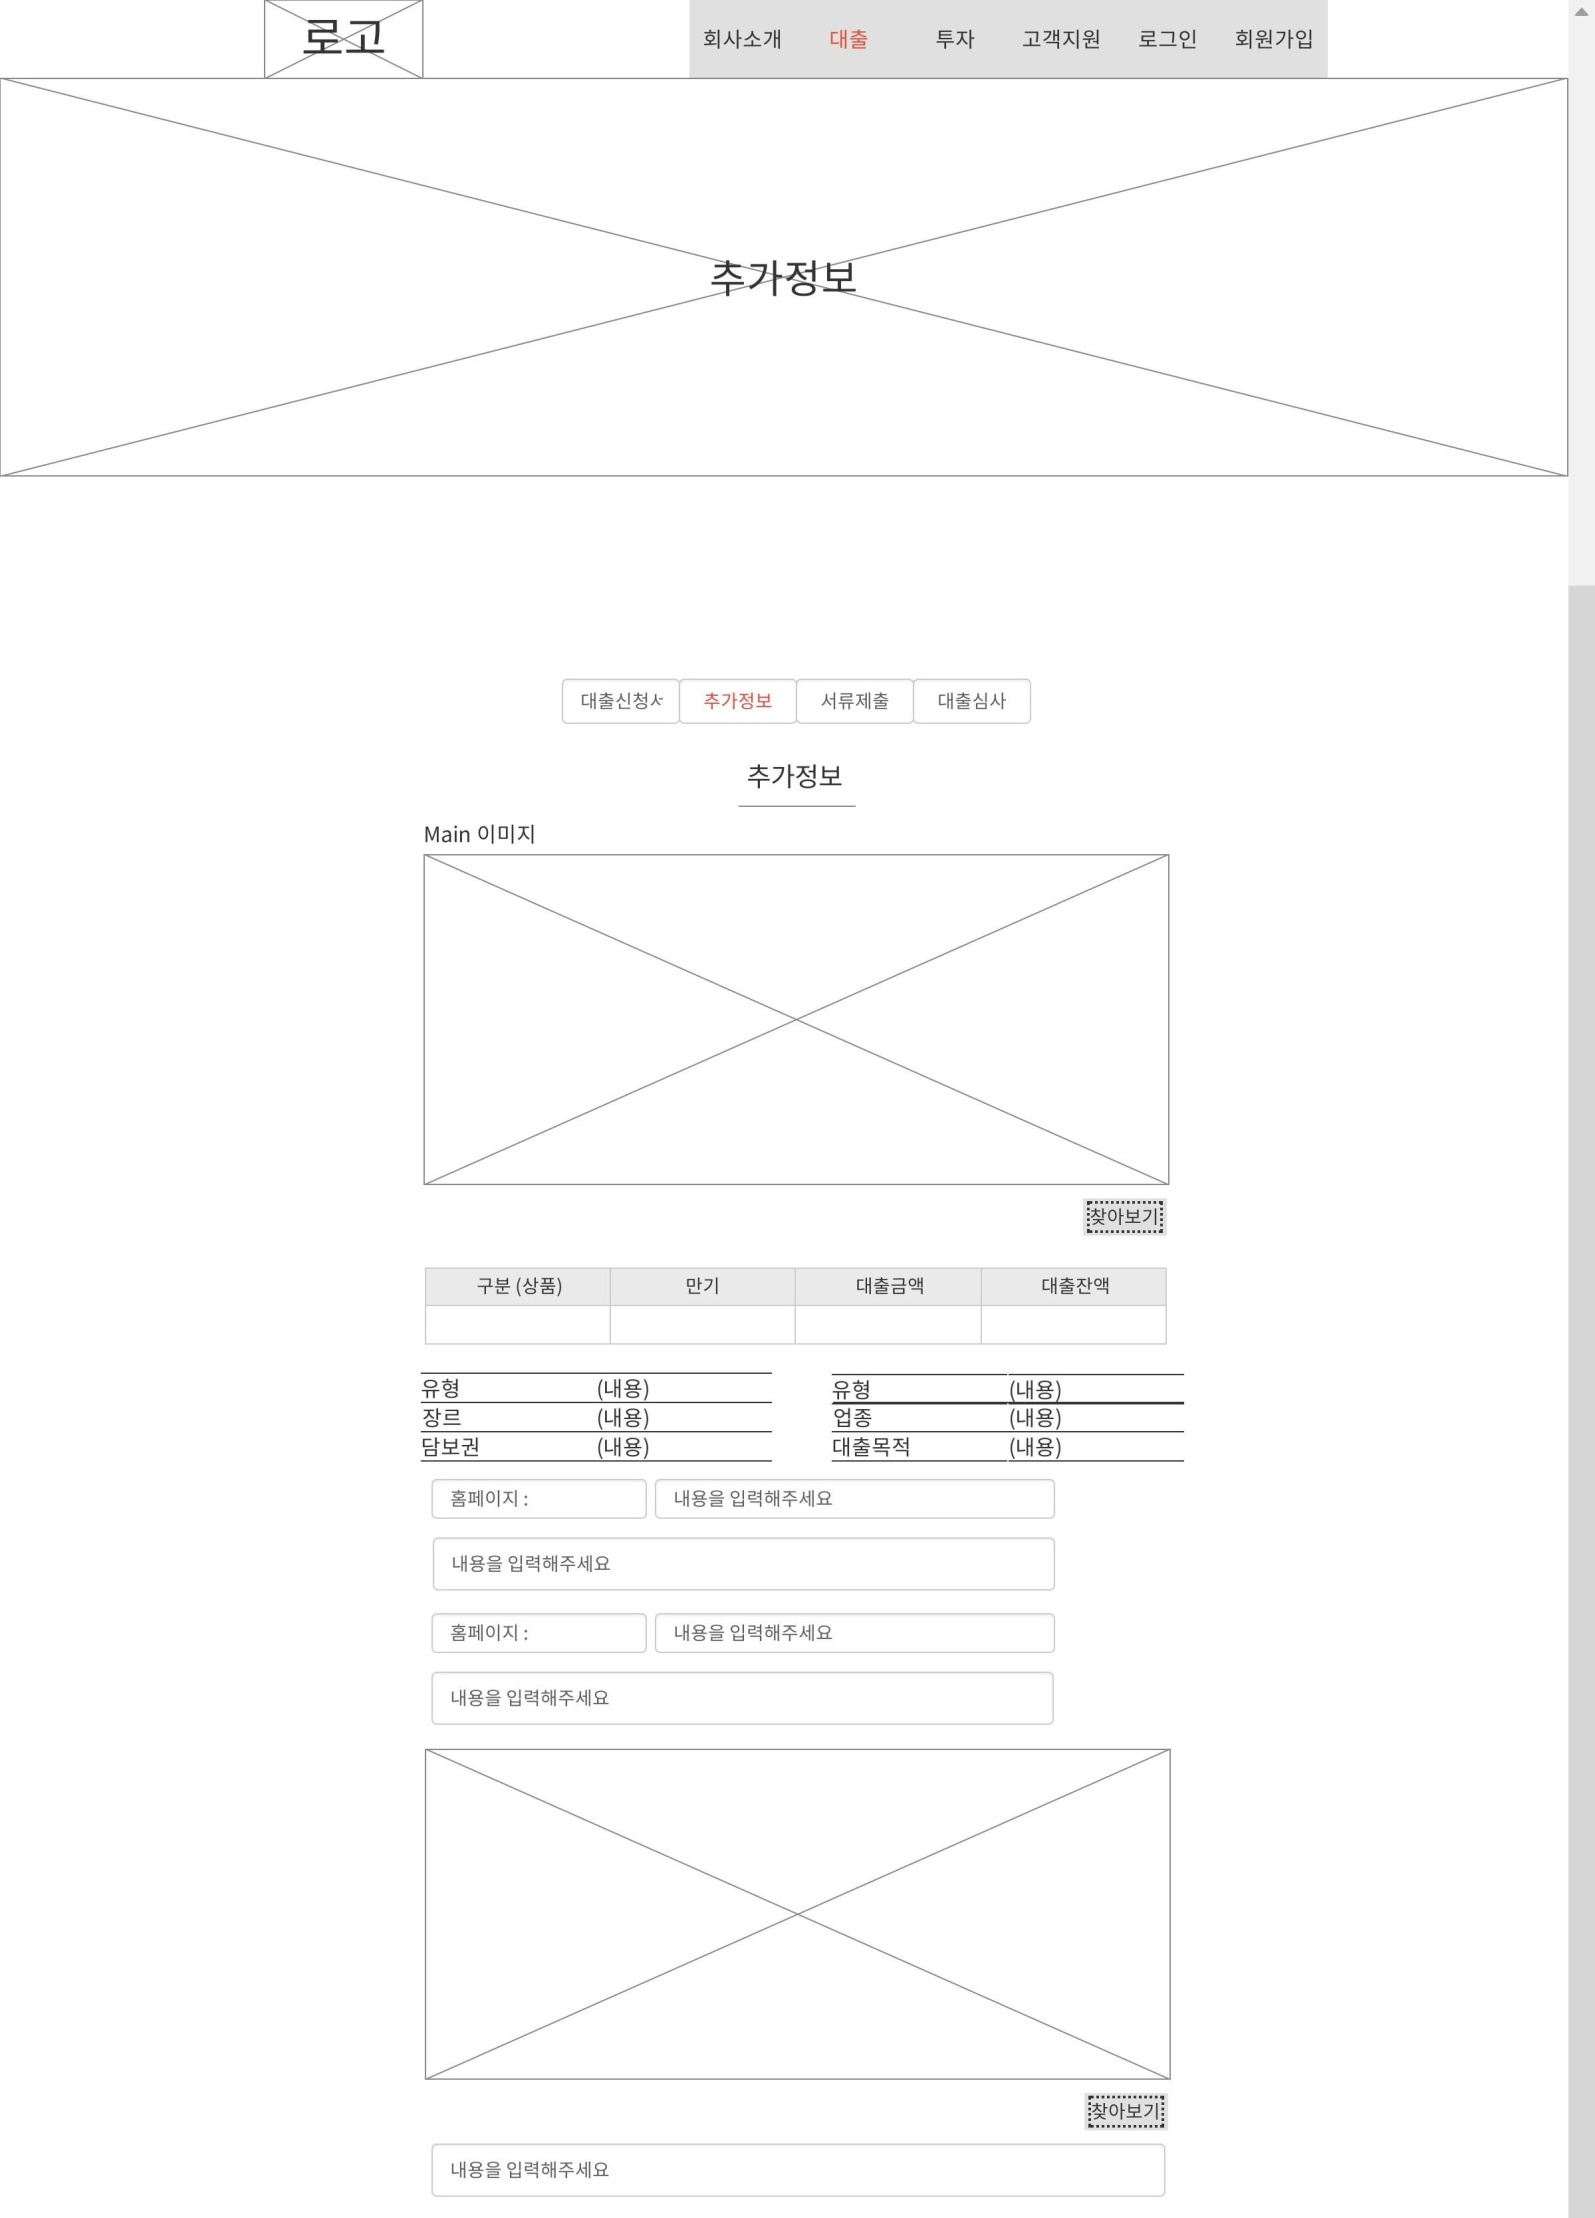 로고
회사소개 대출 투자 고객지원 로그인 회원가입
추가정보
대출신청서 추가정보 서류제출 대출심사
추가정보
Main 이미지
찾아보기
구분 (상품) 만기 대출금액 대출잔액
유형 (내용) 유형 (내용)
장르 (내용) 업종 (내용)
담보권 (내용) 대출목적 (내용)
홈페이지 : 내용을 입력해주세요
내용을 입력해주세요
홈페이지 : 내용을 입력해주세요
내용을 입력해주세요
찾아보기
내용을 입력해주세요